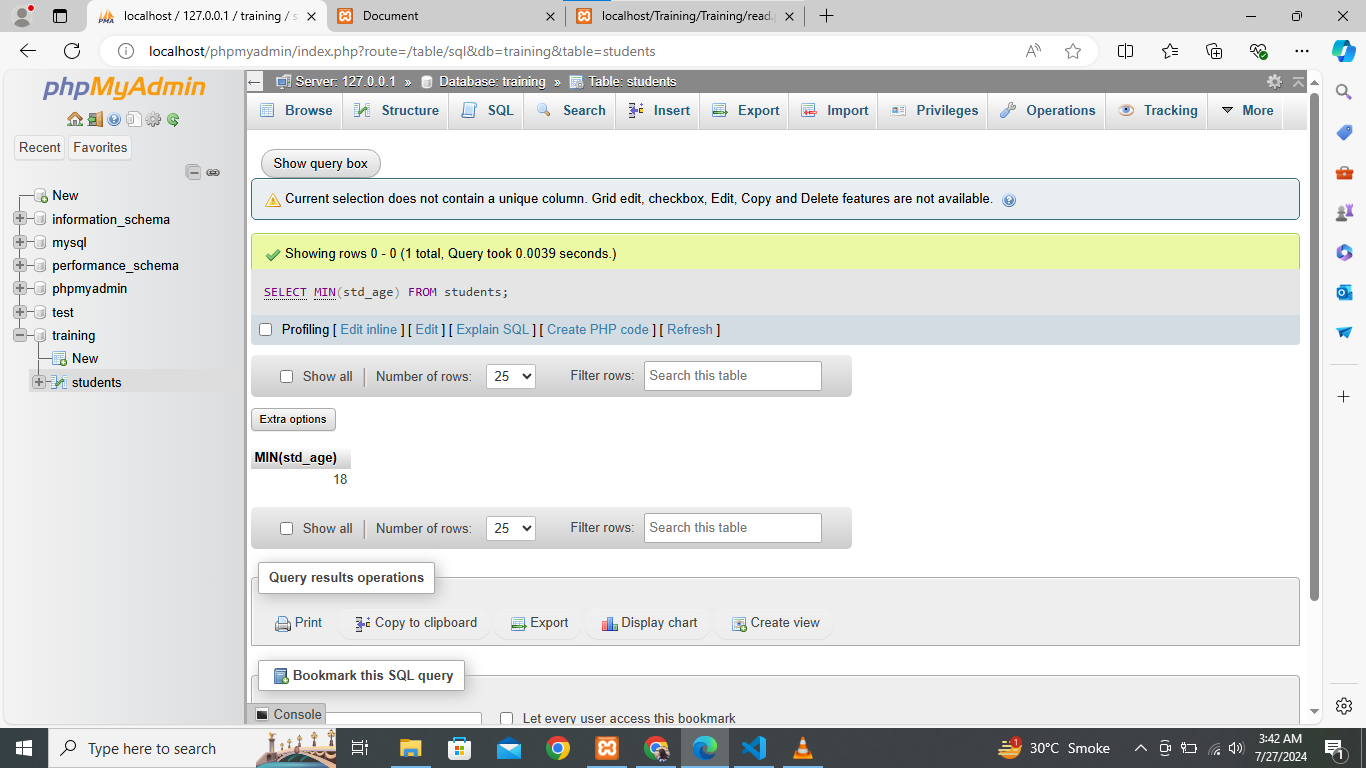 localhost / 127.0.0.1 / training / s
Document
localhost/Training/Training/read.
localhost/phpmyadmin/index.php?route=/table/sql&db=training&table=students
phpMyAdmin
Recent
Favorites
New
information_schema
mysql
performance_schema
phpmyadmin
test
training
New
students
Server: 127.0.0.1 » Database: training » Table: students
Browse
Structure
SQL
Search
Insert
Export
Import
Privileges
Operations
Tracking
More
Show query box
Current selection does not contain a unique column. Grid edit, checkbox, Edit, Copy and Delete features are not available.
Showing rows 0 - 0 (1 total, Query took 0.0039 seconds.)
SELECT MIN(std_age) FROM students;
Profiling [ Edit inline ] [ Edit ] [ Explain SQL ] [ Create PHP code ] [ Refresh ]
Show all | Number of rows: 25 Filter rows: Search this table
Extra options
MIN(std_age)
18
Show all | Number of rows: 25 Filter rows: Search this table
Query results operations
Print
Copy to clipboard
Export
Display chart
Create view
Bookmark this SQL query
Console
Let every user access this bookmark
Type here to search
1
30°C Smoke
3:42 AM
7/27/2024
1